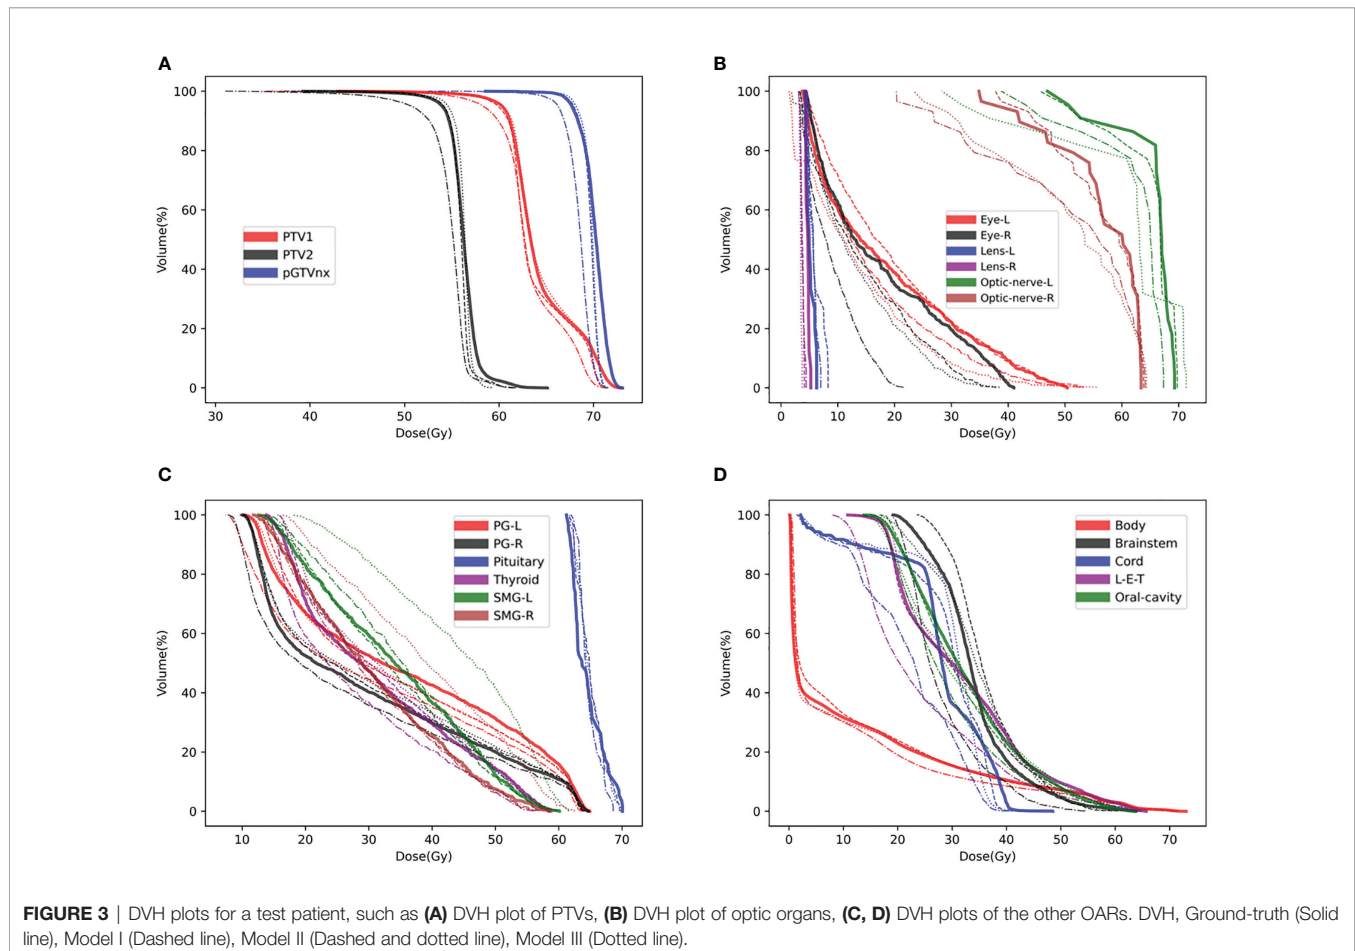 A
100
80
60
40
20
0
Volume(%)
PTV1
PTV2
pGTVnx
30 40 50 60 70
Dose(Gy)
B
100
80
60
40
20
0
Volume(%)
Eye-L
Eye-R
Lens-L
Lens-R
Optic-nerve-L
Optic-nerve-R
0 10 20 30 40 50 60 70
Dose(Gy)
C
100
80
60
40
20
0
Volume(%)
PG-L
PG-R
Pituitary
Thyroid
SMG-L
SMG-R
10 20 30 40 50 60 70
Dose(Gy)
D
100
80
60
40
20
0
Volume(%)
Body
Brainstem
Cord
L-E-T
Oral-cavity
0 10 20 30 40 50 60 70
Dose(Gy)
FIGURE 3 | DVH plots for a test patient, such as (A) DVH plot of PTVs, (B) DVH plot of optic organs, (C, D) DVH plots of the other OARs. DVH, Ground-truth (Solid
line), Model I (Dashed line), Model II (Dashed and dotted line), Model III (Dotted line).